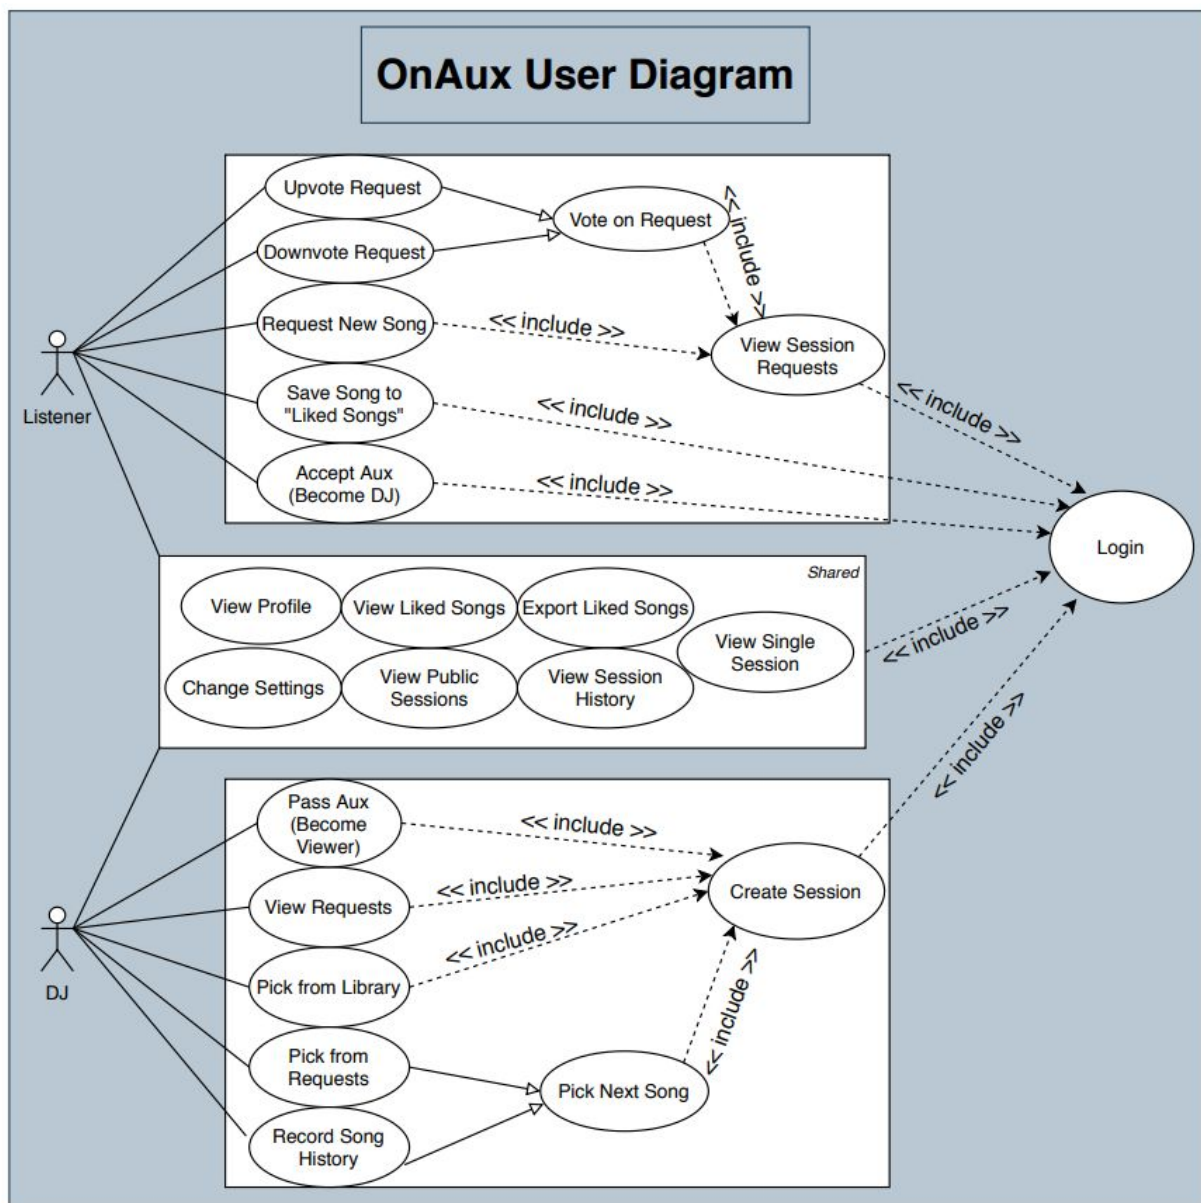 OnAux User Diagram
Upvote Request
Vote on Request
<< include >>
Downvote Request
Request New Song
<< include >>
View Session
Requests
Listener
Save Song to
"Liked Songs"
<< include >>
<< include >>
Accept Aux
(Become DJ)
<< include >>
Login
Shared
View Profile
View Liked Songs
Export Liked Songs
View Single
Session
<< include >>
Change Settings
View Public
Sessions
View Session
History
<< include >>
Pass Aux
(Become
Viewer)
<< include >>
View Requests
<< include >>
Create Session
DJ
Pick from Library
<< include >>
Pick from
Requests
Pick Next Song
<< include >>
Record Song
History